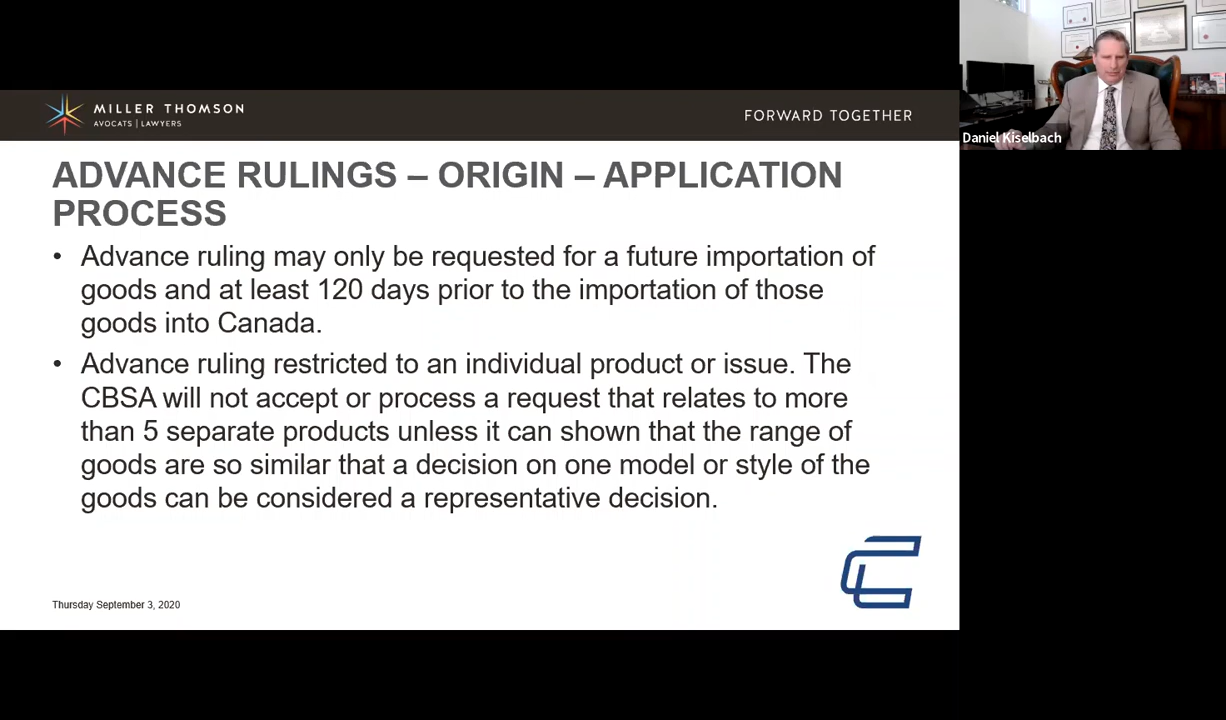 MILLER THOMSON
AVOCATS | LAWYERS
FORWARD TOGETHER
Daniel Kiselbach
ADVANCE RULINGS – ORIGIN – APPLICATION
PROCESS
• Advance ruling may only be requested for a future importation of
goods and at least 120 days prior to the importation of those
goods into Canada.
• Advance ruling restricted to an individual product or issue. The
CBSA will not accept or process a request that relates to more
than 5 separate products unless it can shown that the range of
goods are so similar that a decision on one model or style of the
goods can be considered a representative decision.
Thursday September 3, 2020